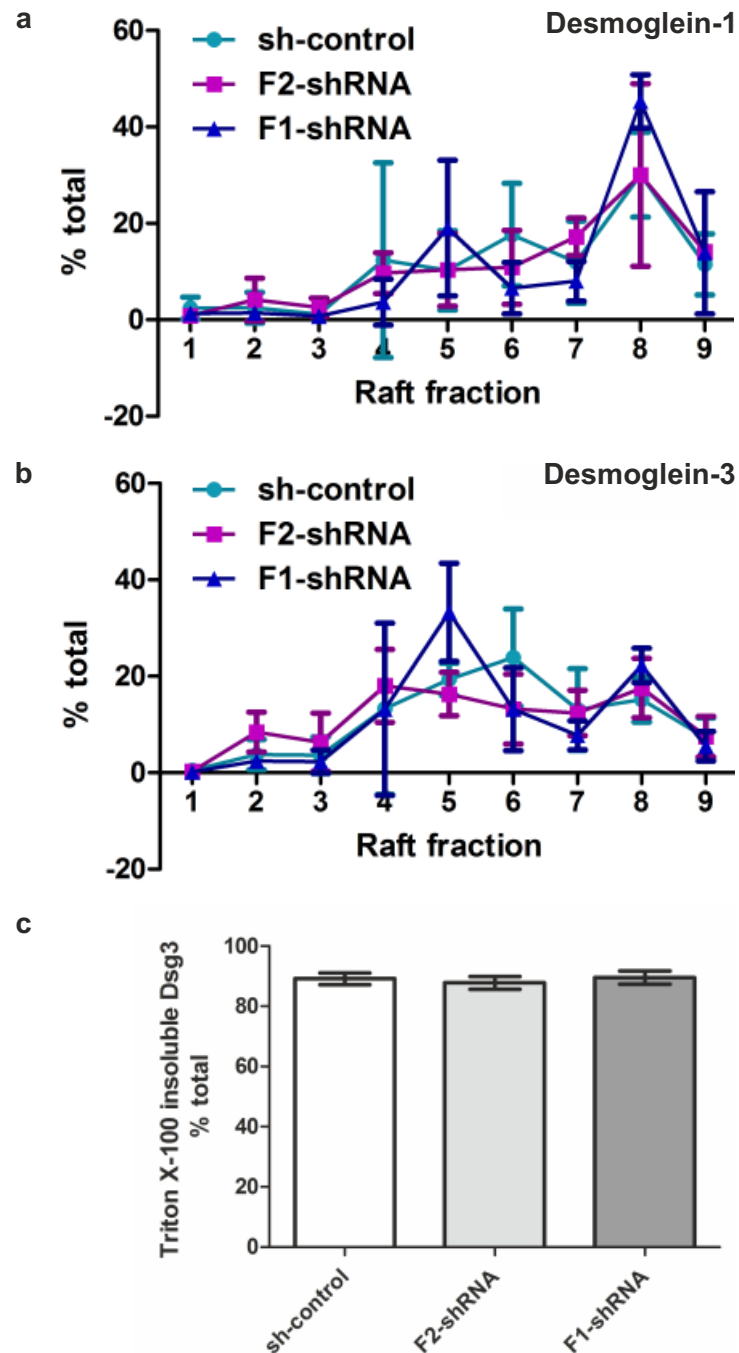 a
Desmoglein-1
sh-control
F2-shRNA
F1-shRNA
60
40
20
0
-20
% total
1 2 3 4 5 6 7 8 9
Raft fraction
b
Desmoglein-3
sh-control
F2-shRNA
F1-shRNA
60
40
20
0
-20
% total
1 2 3 4 5 6 7 8 9
Raft fraction
c
Triton X-100 insoluble Dsg3
% total
100
80
60
40
20
0
sh-control
F2-shRNA
F1-shRNA